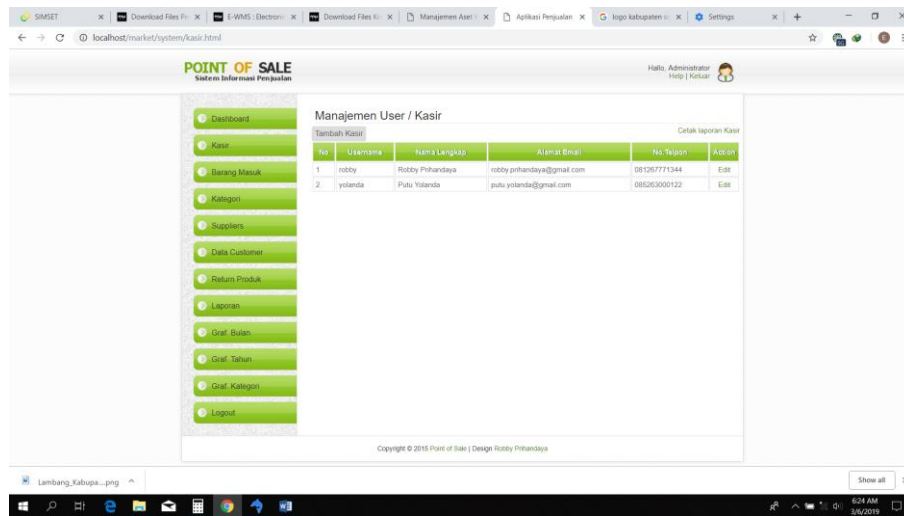 SIMSET
Download Files Pr
E-WMS : Electroni
Download Files Ko
Manajemen Aset
Aplikasi Penjualan
logo kabupaten
Settings
localhost/market/system/kasir.html
E
POINT OF SALE
Sistem Informasi Penjualan
Hallo, Administrator
Help | Keluar
Dashboard
Kasir
Barang Masuk
Kategori
Suppliers
Data Customer
Return Produk
Laporan
Graf. Bulan
Graf. Tahun
Graf. Kategori
Logout
Manajemen User / Kasir
Tambah Kasir
Cetak laporan Kasir
No Username Nama Lengkap Alamat Email No.Telpon Action
1 robby Robby Prihandaya robby.prihandaya@gmail.com 081267771344 Edit
2 yolanda Putu Yolanda putu.yolanda@gmail.com 085263000122 Edit
Copyright © 2015 Point of Sale | Design Robby Prihandaya
Lambang_Kabupa....png
Show all
6:24 AM
3/6/2019